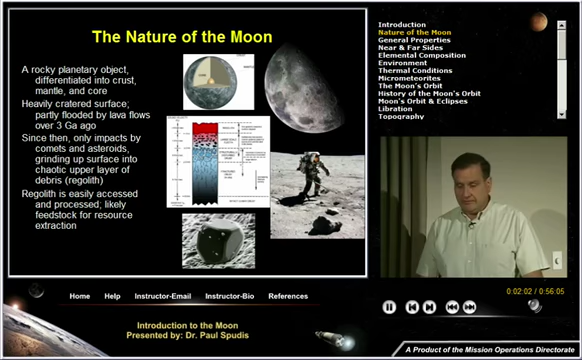 The Nature of the Moon
A rocky planetary object,
differentiated into crust,
mantle, and core
Heavily cratered surface;
partly flooded by lava flows
over 3 Ga ago
Since then, only impacts by
comets and asteroids,
grinding up surface into
chaotic upper layer of
debris (regolith)
Regolith is easily accessed
and processed; likely
feedstock for resource
extraction
Introduction
Nature of the Moon
General Properties
Near & Far Sides
Elemental Composition
Environment
Thermal Conditions
Micrometeorites
The Moon's Orbit
History of the Moon's Orbit
Moon's Orbit & Eclipses
Libration
Topography
0:02:02 / 0:56:05
Home Help Instructor-Email Instructor-Bio References
Introduction to the Moon
Presented by: Dr. Paul Spudis
A Product of the Mission Operations Directorate